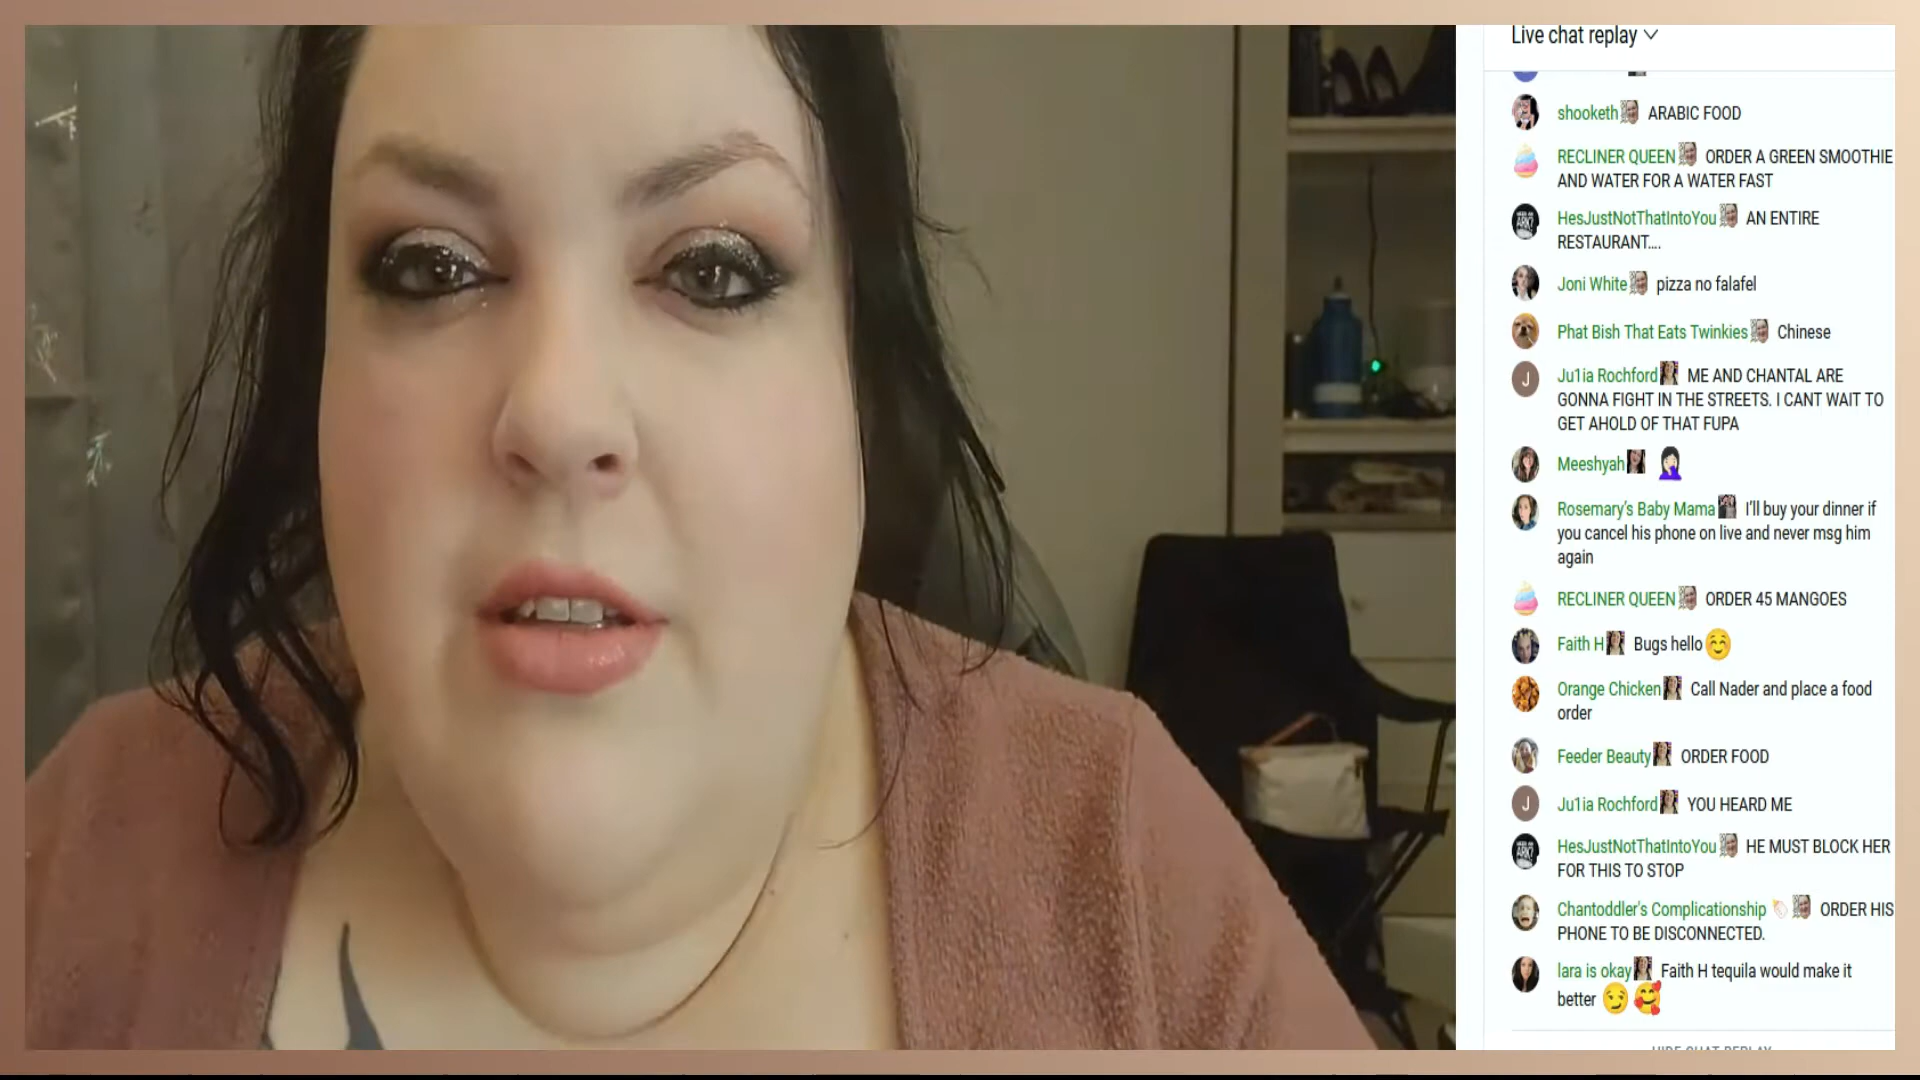 Live chat replay
shooketh ARABIC FOOD
RECLINER QUEEN ORDER A GREEN SMOOTHIE
AND WATER FOR A WATER FAST
HesJustNotThatIntoYou AN ENTIRE
RESTAURANT....
Joni White pizza no falafel
Phat Bish That Eats Twinkies Chinese
J Ju1ia Rochford ME AND CHANTAL ARE
GONNA FIGHT IN THE STREETS. I CANT WAIT TO
GET AHOLD OF THAT FUPA
Meeshyah 🤦🏻‍♀️
Rosemary's Baby Mama I'll buy your dinner if
you cancel his phone on live and never msg him
again
RECLINER QUEEN ORDER 45 MANGOES
Faith H Bugs hello ☺️
Orange Chicken Call Nader and place a food
order
Feeder Beauty ORDER FOOD
J Ju1ia Rochford YOU HEARD ME
HesJustNotThatIntoYou HE MUST BLOCK HER
FOR THIS TO STOP
Chantoddler's Complicationship 🍼 ORDER HIS
PHONE TO BE DISCONNECTED.
lara is okay Faith H tequila would make it
better 😏🥰
HIDE CHAT REPLAY